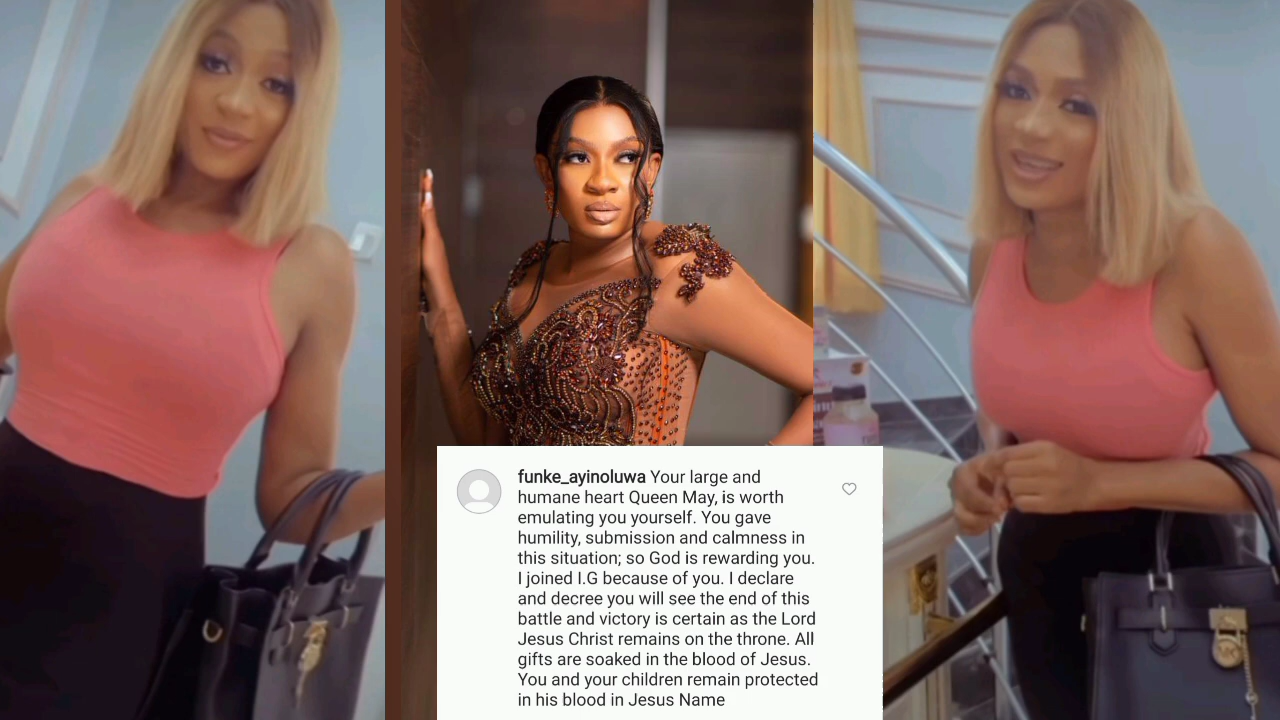 funke_ayinoluwa Your large and
humane heart Queen May, is worth
emulating you yourself. You gave
humility, submission and calmness in
this situation; so God is rewarding you.
I joined I.G because of you. I declare
and decree you will see the end of this
battle and victory is certain as the Lord
Jesus Christ remains on the throne. All
gifts are soaked in the blood of Jesus.
You and your children remain protected
in his blood in Jesus Name
MK